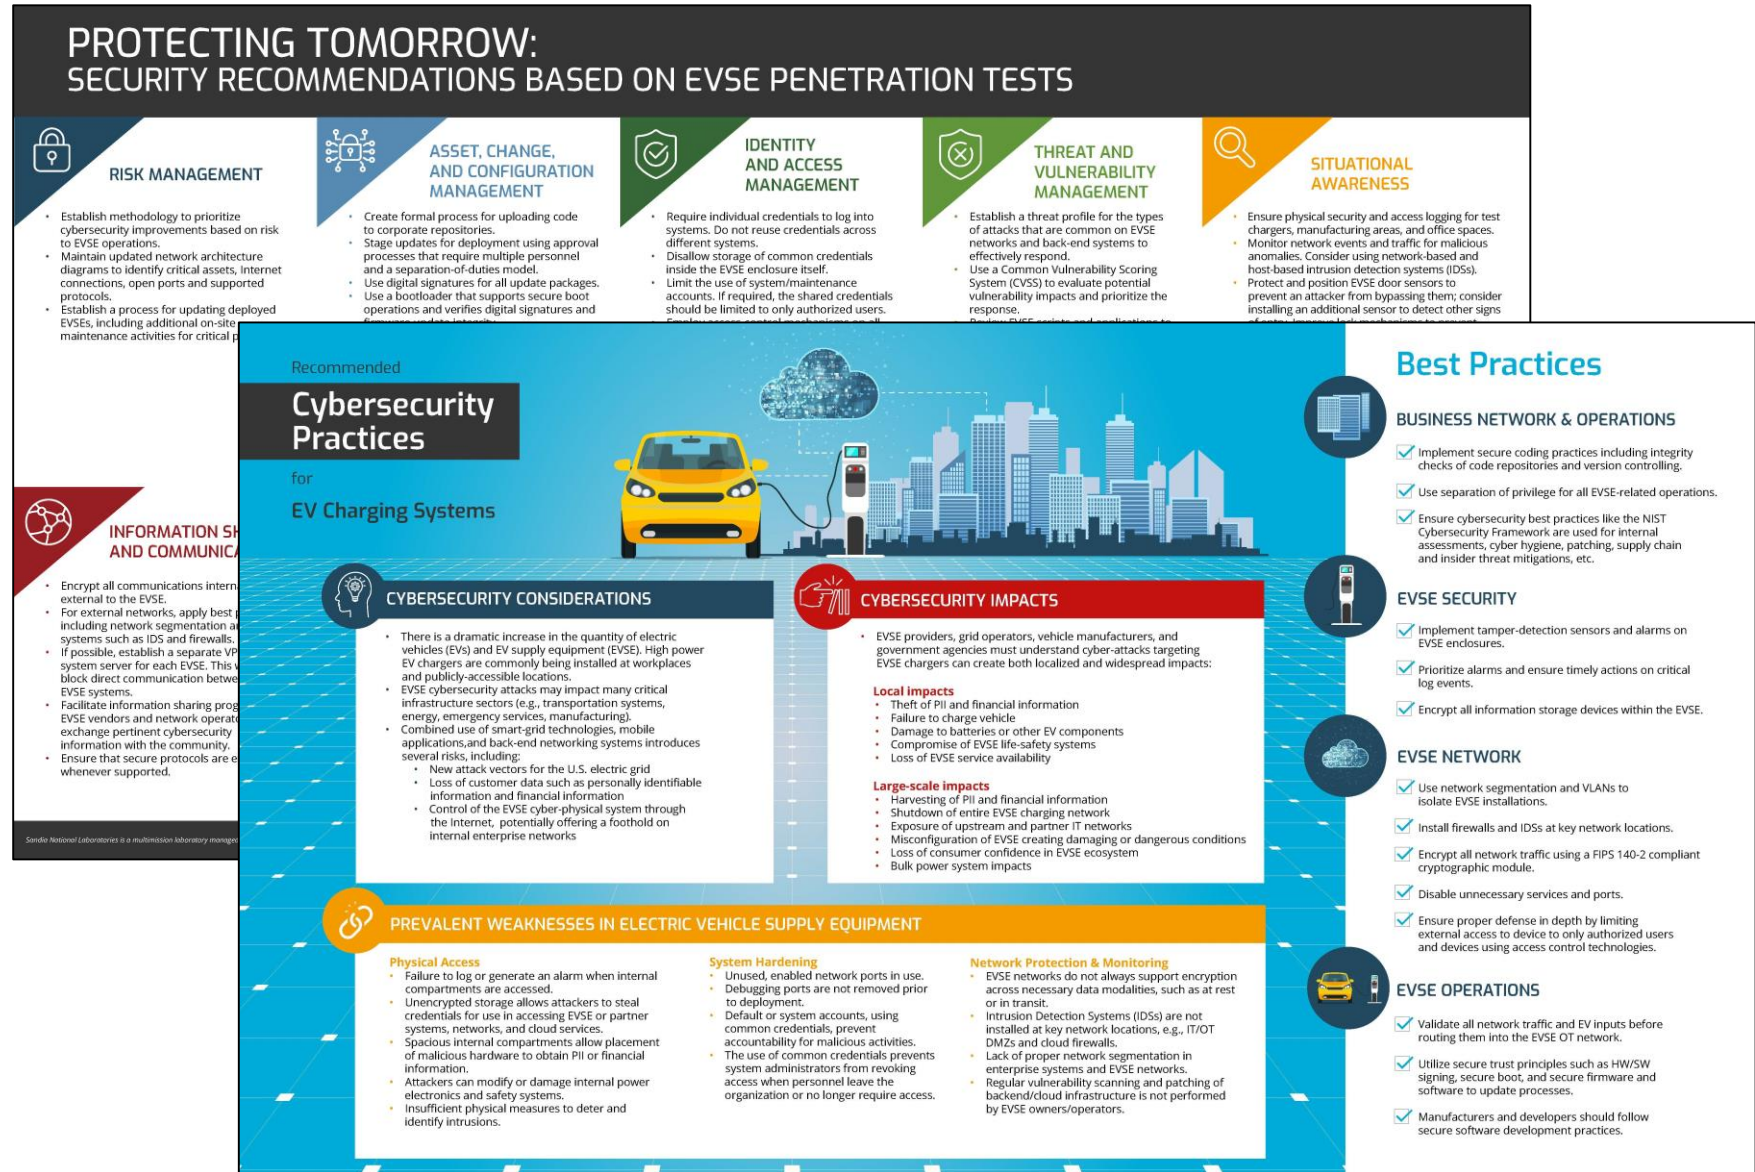 PROTECTING TOMORROW:
SECURITY RECOMMENDATIONS BASED ON EVSE PENETRATION TESTS
RISK MANAGEMENT
• Establish methodology to prioritize
cybersecurity improvements based on risk
to EVSE operations.
• Maintain updated network architecture
diagrams to identify critical assets, Internet
connections, open ports and supported
protocols.
• Establish a process for updating deployed
EVSEs, including additional on-site
maintenance activities for critical
ASSET, CHANGE,
AND CONFIGURATION
MANAGEMENT
• Create formal process for uploading code
to corporate repositories.
• Stage updates for deployment using approval
processes that require multiple personnel
and a separation-of-duties model.
• Use digital signatures for all update packages.
• Use a bootloader that supports secure boot
operations and verifies digital signatures and
IDENTITY
AND ACCESS
MANAGEMENT
• Require individual credentials to log into
systems. Do not reuse credentials across
different systems.
• Disallow storage of common credentials
inside the EVSE enclosure itself.
• Limit the use of system/maintenance
accounts. If required, the shared credentials
should be limited to only authorized users.
THREAT AND
VULNERABILITY
MANAGEMENT
• Establish a threat profile for the types
of attacks that are common on EVSE
networks and back-end systems to
effectively respond.
• Use a Common Vulnerability Scoring
System (CVSS) to evaluate potential
vulnerability impacts and prioritize the
response.
SITUATIONAL
AWARENESS
• Ensure physical security and access logging for test
chargers, manufacturing areas, and office spaces.
• Monitor network events and traffic for malicious
anomalies. Consider using network-based and
host-based intrusion detection systems (IDSs).
• Protect and position EVSE door sensors to
prevent an attacker from bypassing them; consider
installing an additional sensor to detect other signs
INFORMATION SH
AND COMMUNICA
• Encrypt all communications intern
external to the EVSE.
• For external networks, apply best
including network segmentation a
systems such as IDS and firewalls.
• If possible, establish a separate VP
system server for each EVSE. This
block direct communication betwe
EVSE systems.
• Facilitate information sharing prog
EVSE vendors and network operato
exchange pertinent cybersecurity
information with the community.
• Ensure that secure protocols are e
whenever supported.
Sandia National Laboratories is a multimission laboratory managed
Recommended
Cybersecurity
Practices
for
EV Charging Systems
CYBERSECURITY CONSIDERATIONS
• There is a dramatic increase in the quantity of electric
vehicles (EVs) and EV supply equipment (EVSE). High power
EV chargers are commonly being installed at workplaces
and publicly-accessible locations.
• EVSE cybersecurity attacks may impact many critical
infrastructure sectors (e.g., transportation systems,
energy, emergency services, manufacturing).
• Combined use of smart-grid technologies, mobile
applications,and back-end networking systems introduces
several risks, including:
• New attack vectors for the U.S. electric grid
• Loss of customer data such as personally identifiable
information and financial information
• Control of the EVSE cyber-physical system through
the Internet, potentially offering a foothold on
internal enterprise networks
CYBERSECURITY IMPACTS
• EVSE providers, grid operators, vehicle manufacturers, and
government agencies must understand cyber-attacks targeting
EVSE chargers can create both localized and widespread impacts:
Local impacts
• Theft of PII and financial information
• Failure to charge vehicle
• Damage to batteries or other EV components
• Compromise of EVSE life-safety systems
• Loss of EVSE service availability
Large-scale impacts
• Harvesting of PII and financial information
• Shutdown of entire EVSE charging network
• Exposure of upstream and partner IT networks
• Misconfiguration of EVSE creating damaging or dangerous conditions
• Loss of consumer confidence in EVSE ecosystem
• Bulk power system impacts
PREVALENT WEAKNESSES IN ELECTRIC VEHICLE SUPPLY EQUIPMENT
Physical Access
• Failure to log or generate an alarm when internal
compartments are accessed.
• Unencrypted storage allows attackers to steal
credentials for use in accessing EVSE or partner
systems, networks, and cloud services.
• Spacious internal compartments allow placement
of malicious hardware to obtain PII or financial
information.
• Attackers can modify or damage internal power
electronics and safety systems.
• Insufficient physical measures to deter and
identify intrusions.
System Hardening
• Unused, enabled network ports in use.
• Debugging ports are not removed prior
to deployment.
• Default or system accounts, using
common credentials, prevent
accountability for malicious activities.
• The use of common credentials prevents
system administrators from revoking
access when personnel leave the
organization or no longer require access.
Network Protection & Monitoring
• EVSE networks do not always support encryption
across necessary data modalities, such as at rest
or in transit.
• Intrusion Detection Systems (IDSs) are not
installed at key network locations, e.g., IT/OT
DMZs and cloud firewalls.
• Lack of proper network segmentation in
enterprise systems and EVSE networks.
• Regular vulnerability scanning and patching of
backend/cloud infrastructure is not performed
by EVSE owners/operators.
Best Practices
BUSINESS NETWORK & OPERATIONS
Implement secure coding practices including integrity
checks of code repositories and version controlling.
Use separation of privilege for all EVSE-related operations.
Ensure cybersecurity best practices like the NIST
Cybersecurity Framework are used for internal
assessments, cyber hygiene, patching, supply chain
and insider threat mitigations, etc.
EVSE SECURITY
Implement tamper-detection sensors and alarms on
EVSE enclosures.
Prioritize alarms and ensure timely actions on critical
log events.
Encrypt all information storage devices within the EVSE.
EVSE NETWORK
Use network segmentation and VLANs to
isolate EVSE installations.
Install firewalls and IDSs at key network locations.
Encrypt all network traffic using a FIPS 140-2 compliant
cryptographic module.
Disable unnecessary services and ports.
Ensure proper defense in depth by limiting
external access to device to only authorized users
and devices using access control technologies.
EVSE OPERATIONS
Validate all network traffic and EV inputs before
routing them into the EVSE OT network.
Utilize secure trust principles such as HW/SW
signing, secure boot, and secure firmware and
software to update processes.
Manufacturers and developers should follow
secure software development practices.